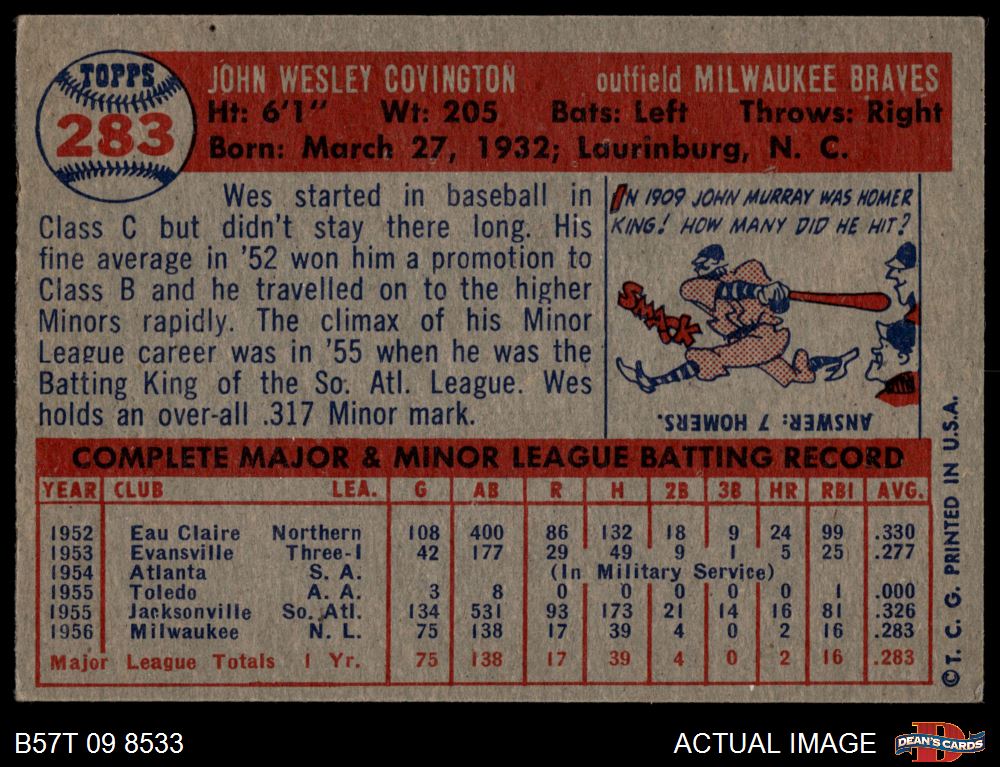 TOPPS
283
JOHN WESLEY COVINGTON outfield MILWAUKEE BRAVES
Ht: 6'1" Wt: 205 Bats: Left Throws: Right
Born: March 27, 1932; Laurinburg, N. C.
Wes started in baseball in
Class C but didn't stay there long. His
fine average in '52 won him a promotion to
Class B and he travelled on to the higher
Minors rapidly. The climax of his Minor
League career was in '55 when he was the
Batting King of the So. Atl. League. Wes
holds an over-all .317 Minor mark.
IN 1909 JOHN MURRAY WAS HOMER
KING! HOW MANY DID HE HIT?
SMACK
ANSWER: 7 HOMERS.
COMPLETE MAJOR & MINOR LEAGUE BATTING RECORD
YEAR CLUB LEA. G AB R H 2B 3B HR RBI AVG.
1952 Eau Claire Northern 108 400 86 132 18 9 24 99 .330
1953 Evansville Three-I 42 177 29 49 9 1 5 25 .277
1954 Atlanta S. A. (In Military Service)
1955 Toledo A. A. 3 8 0 0 0 0 0 1 .000
1955 Jacksonville So. Atl. 134 531 93 173 21 14 16 81 .326
1956 Milwaukee N. L. 75 138 17 39 4 0 2 16 .283
Major League Totals 1 Yr. 75 138 17 39 4 0 2 16 .283
© T. C. G. PRINTED IN U.S.A.
B57T 09 8533
ACTUAL IMAGE
D
DEAN'S CARDS